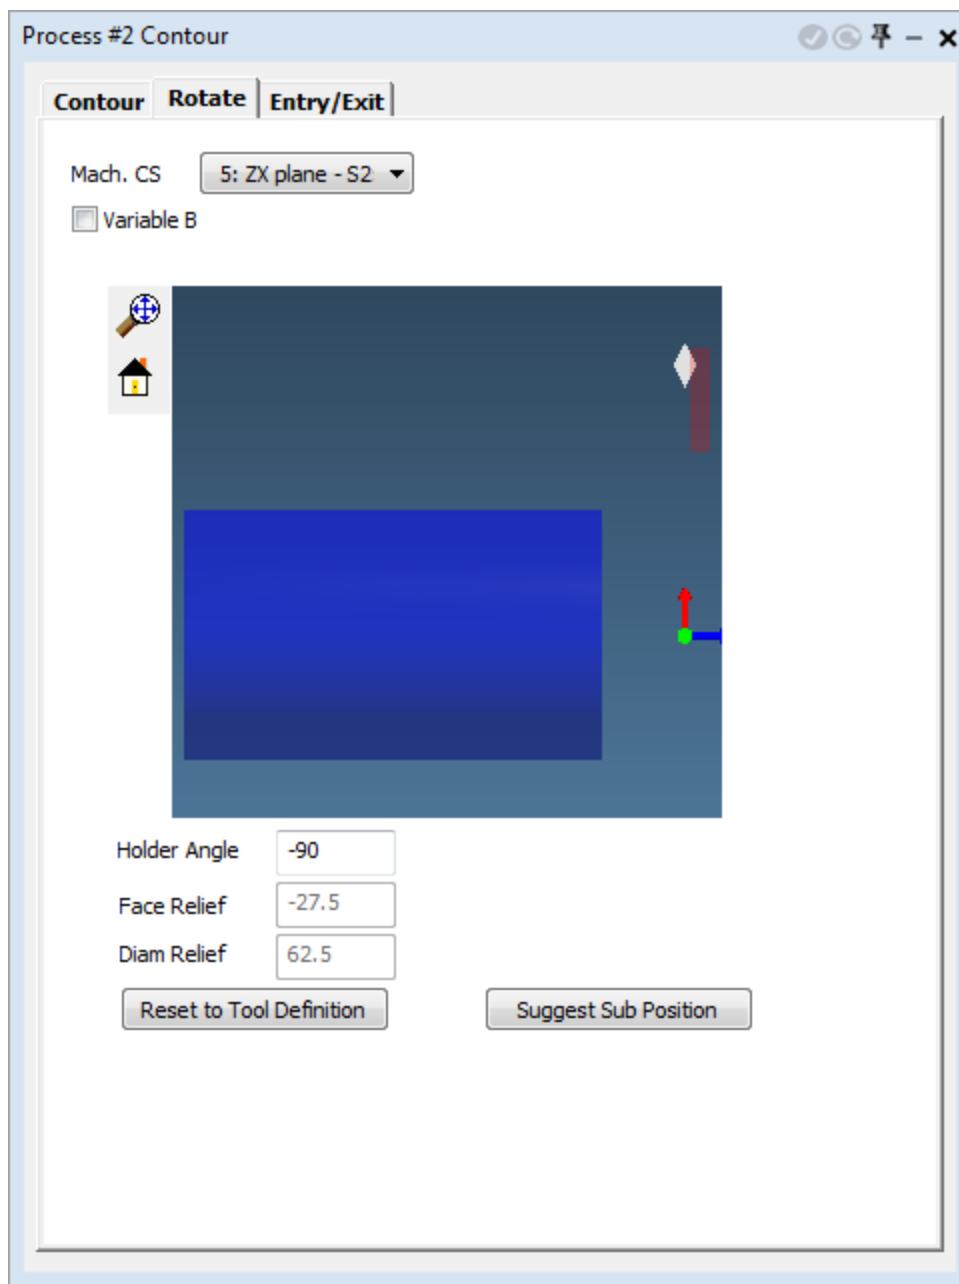 Process #2 Contour
Contour Rotate Entry/Exit
Mach. CS 5: ZX plane - S2
Variable B
Holder Angle -90
Face Relief -27.5
Diam Relief 62.5
Reset to Tool Definition Suggest Sub Position